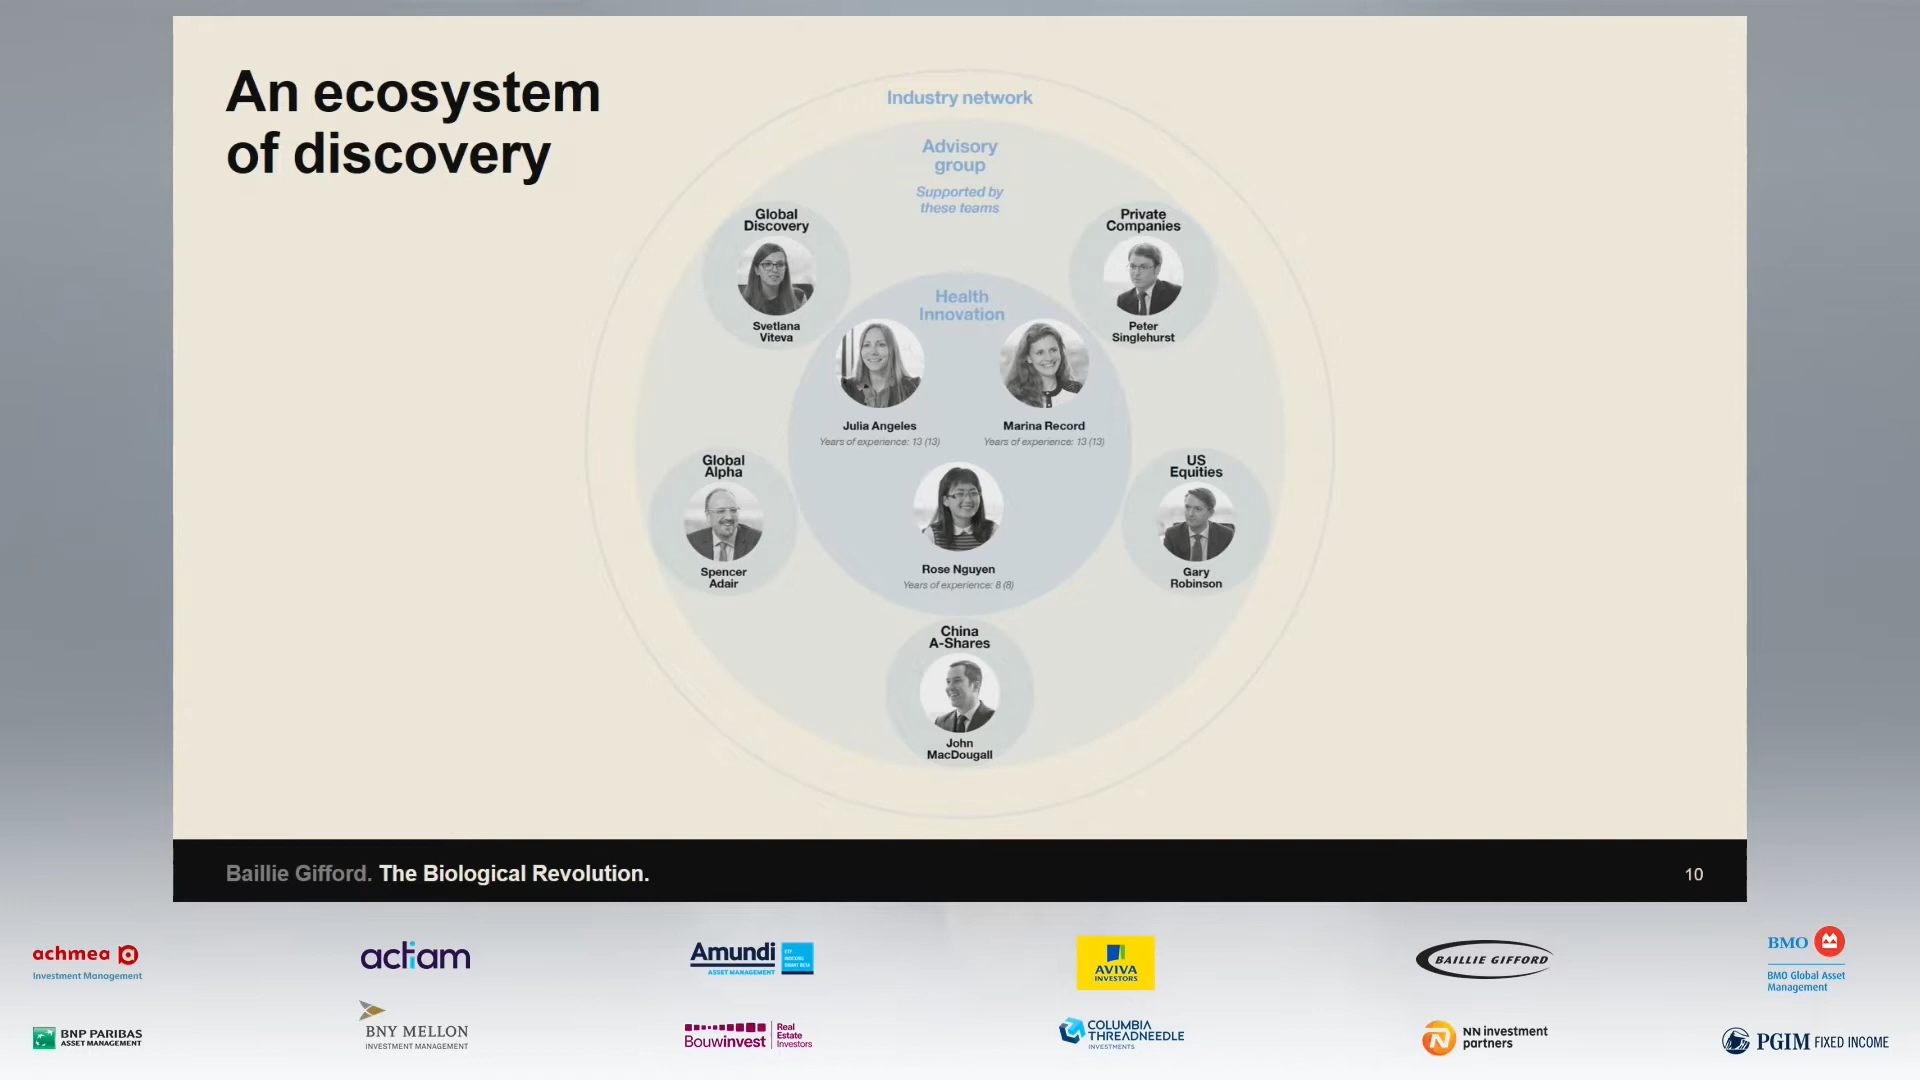 An ecosystem
of discovery
Industry network
Advisory
group
Supported by
these teams
Global
Discovery
Svetlana
Viteva
Private
Companies
Peter
Singlehurst
Health
Innovation
Julia Angeles
Years of experience: 13 (13)
Marina Record
Years of experience: 13 (13)
Rose Nguyen
Years of experience: 8 (8)
Global
Alpha
Spencer
Adair
US
Equities
Gary
Robinson
China
A-Shares
John
MacDougall
Baillie Gifford. The Biological Revolution.
10
achmea
Investment Management
actiam
Amundi
ASSET MANAGEMENT
ETF
INDEXING
SMART BETA
AVIVA
INVESTORS
BAILLIE GIFFORD
BMO
BMO Global Asset
Management
BNP PARIBAS
ASSET MANAGEMENT
BNY MELLON
INVESTMENT MANAGEMENT
Bouwinvest
Real
Estate
Investors
COLUMBIA
THREADNEEDLE
INVESTMENTS
NN investment
partners
PGIM FIXED INCOME